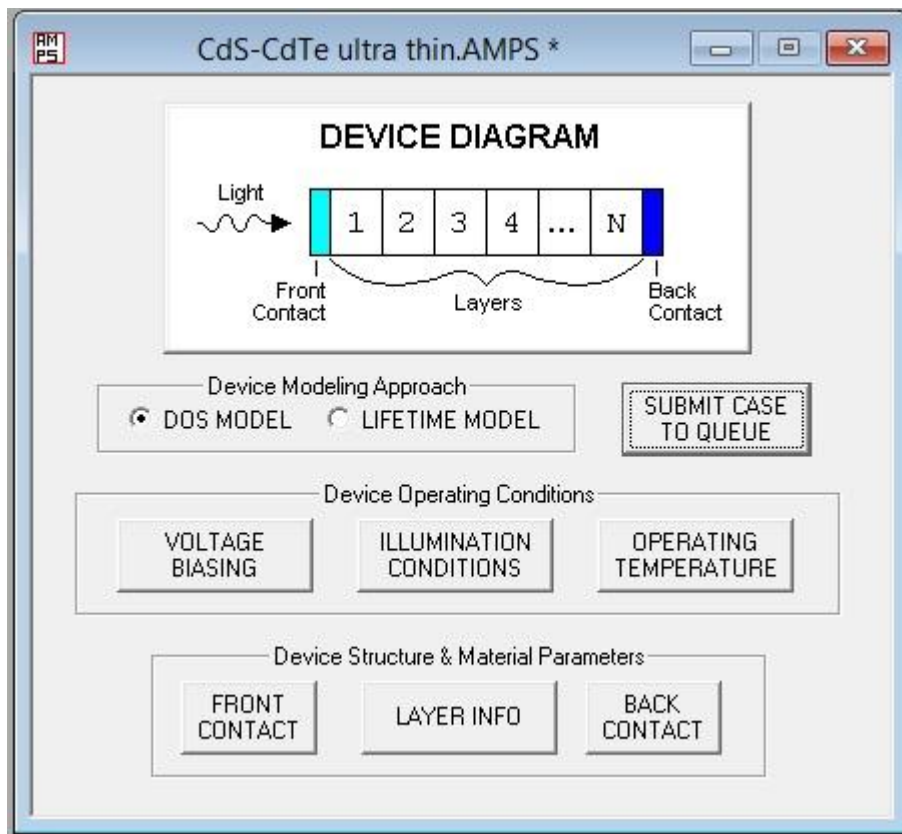 AM
PS
CdS-CdTe ultra thin.AMPS *
DEVICE DIAGRAM
Light
1 2 3 4 ... N
Front
Contact
Layers
Back
Contact
Device Modeling Approach
DOS MODEL
LIFETIME MODEL
SUBMIT CASE
TO QUEUE
Device Operating Conditions
VOLTAGE
BIASING
ILLUMINATION
CONDITIONS
OPERATING
TEMPERATURE
Device Structure & Material Parameters
FRONT
CONTACT
LAYER INFO
BACK
CONTACT